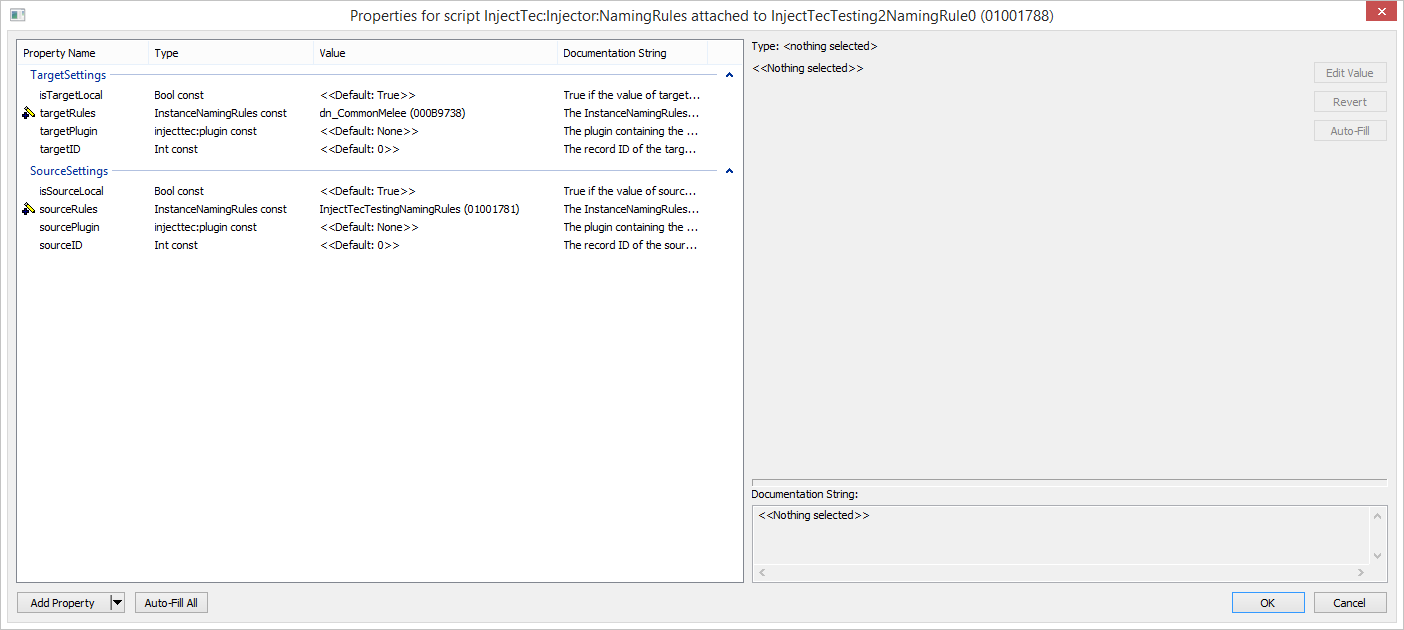 Properties for script InjectTec:Injector:NamingRules attached to InjectTecTesting2NamingRule0 (01001788)
Property Name Type Value Documentation String
TargetSettings
isTargetLocal Bool const <<Default: True>> True if the value of target...
targetRules InstanceNamingRules const dn_CommonMelee (000B9738) The InstanceNamingRules...
targetPlugin injecttec:plugin const <<Default: None>> The plugin containing the ...
targetID Int const <<Default: 0>> The record ID of the targ...
SourceSettings
isSourceLocal Bool const <<Default: True>> True if the value of sourc...
sourceRules InstanceNamingRules const InjectTecTestingNamingRules (01001781) The InstanceNamingRules...
sourcePlugin injecttec:plugin const <<Default: None>> The plugin containing the ...
sourceID Int const <<Default: 0>> The record ID of the sour...
Add Property Auto-Fill All
Type: <nothing selected>
<<Nothing selected>>
Edit Value
Revert
Auto-Fill
Documentation String:
<<Nothing selected>>
OK Cancel